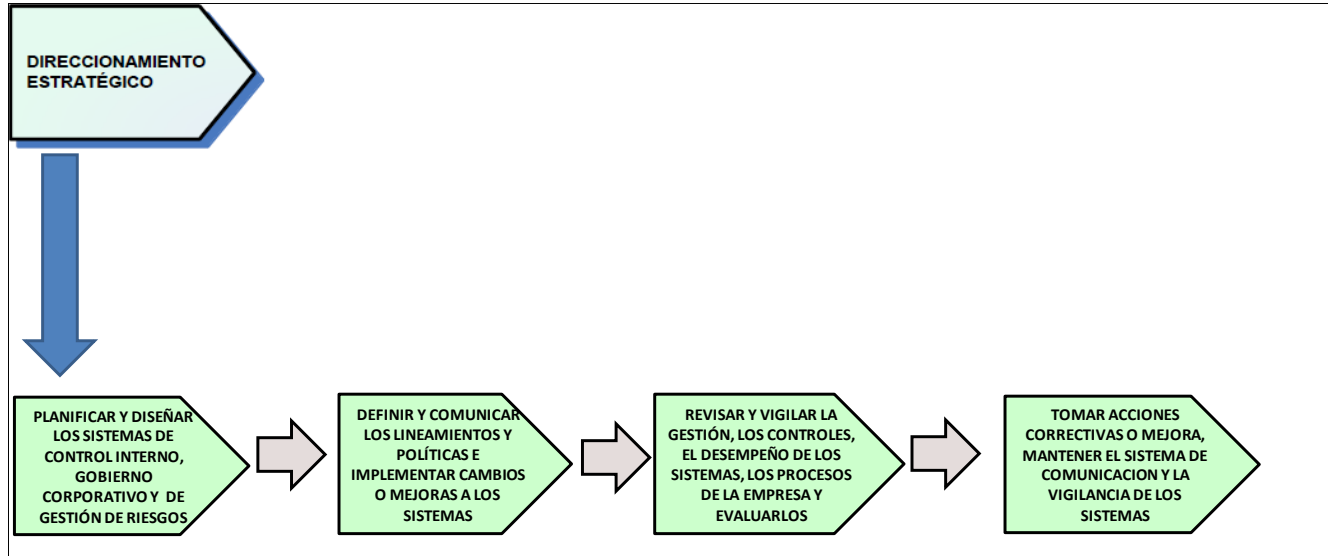 DIRECCIONAMIENTO
ESTRATÉGICO
PLANIFICAR Y DISEÑAR
LOS SISTEMAS DE
CONTROL INTERNO,
GOBIERNO
CORPORATIVO Y DE
GESTIÓN DE RIESGOS
DEFINIR Y COMUNICAR
LOS LINEAMIENTOS Y
POLÍTICAS E
IMPLEMENTAR CAMBIOS
O MEJORAS A LOS
SISTEMAS
REVISAR Y VIGILAR LA
GESTIÓN, LOS CONTROLES,
EL DESEMPEÑO DE LOS
SISTEMAS, LOS PROCESOS
DE LA EMPRESA Y
EVALUARLOS
TOMAR ACCIONES
CORRECTIVAS O MEJORA,
MANTENER EL SISTEMA DE
COMUNICACION Y LA
VIGILANCIA DE LOS
SISTEMAS